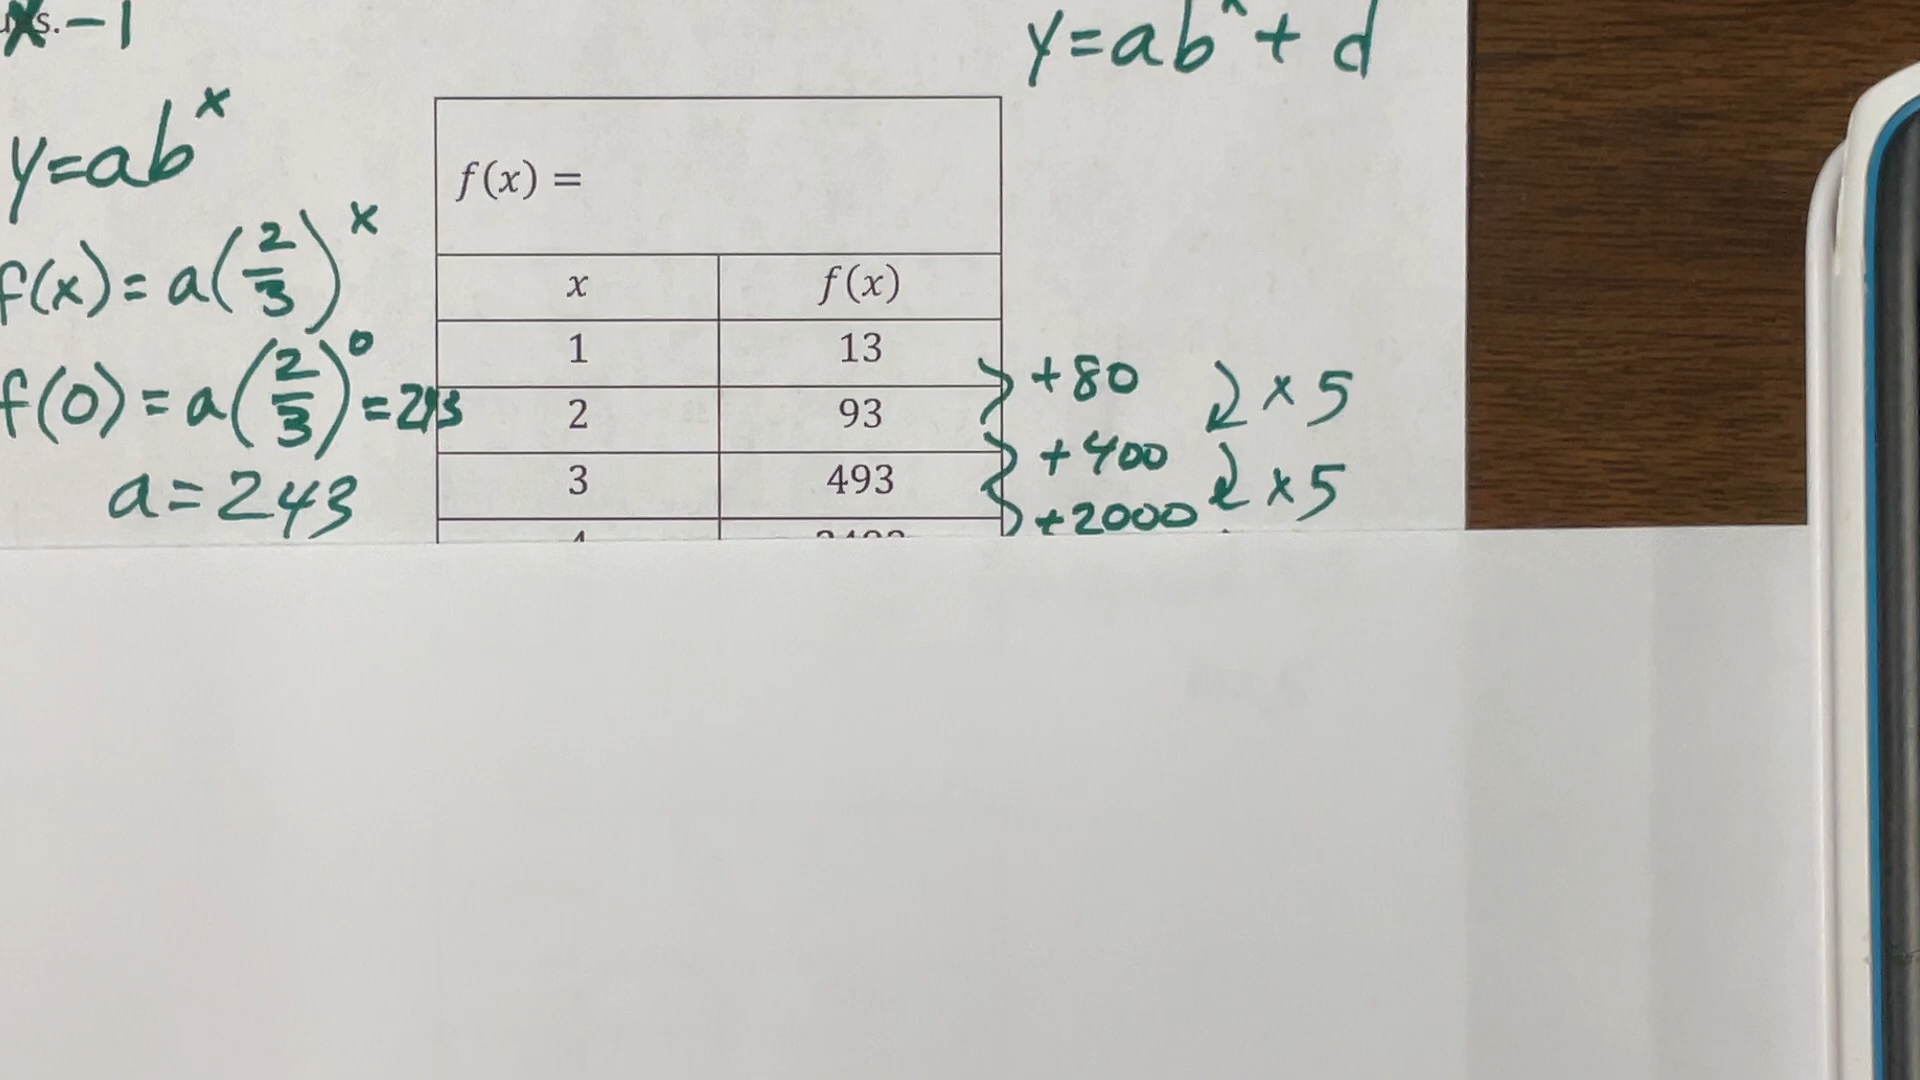 x-1
y=ab^x+d
y=ab^x
f(x) =
f(x)=a(2/3)^x
x f(x)
f(0)=a(2/3)^0=243
1 13
+80 ×5
2 93
+400 ×5
3 493
+2000
a=243